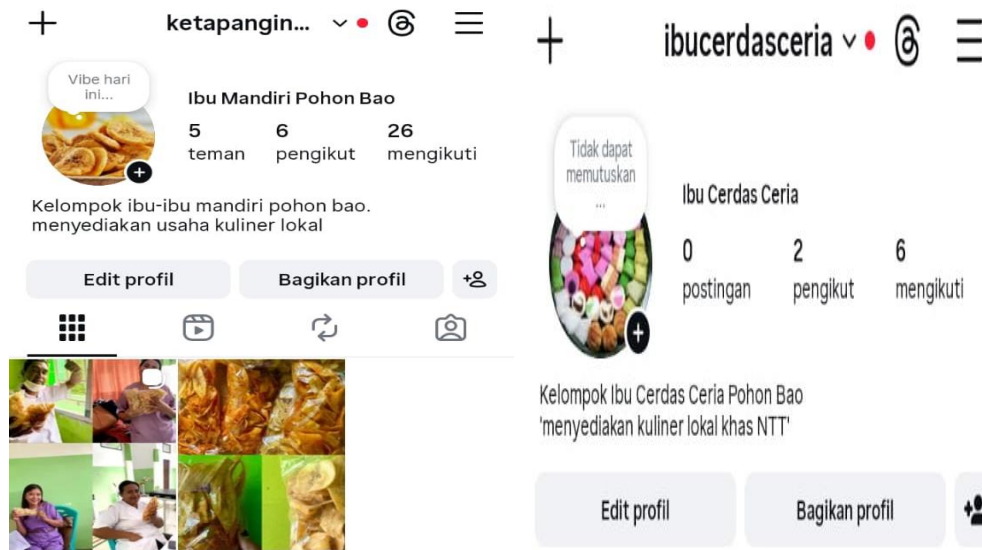 ketapangin...
Vibe hari
ini...
Ibu Mandiri Pohon Bao
5 6 26
teman pengikut mengikuti
Kelompok ibu-ibu mandiri pohon bao.
menyediakan usaha kuliner lokal
Edit profil Bagikan profil
ibucerdasceria
Tidak dapat
memutuskan
...
Ibu Cerdas Ceria
0 2 6
postingan pengikut mengikuti
Kelompok Ibu Cerdas Ceria Pohon Bao
'menyediakan kuliner lokal khas NTT'
Edit profil Bagikan profil